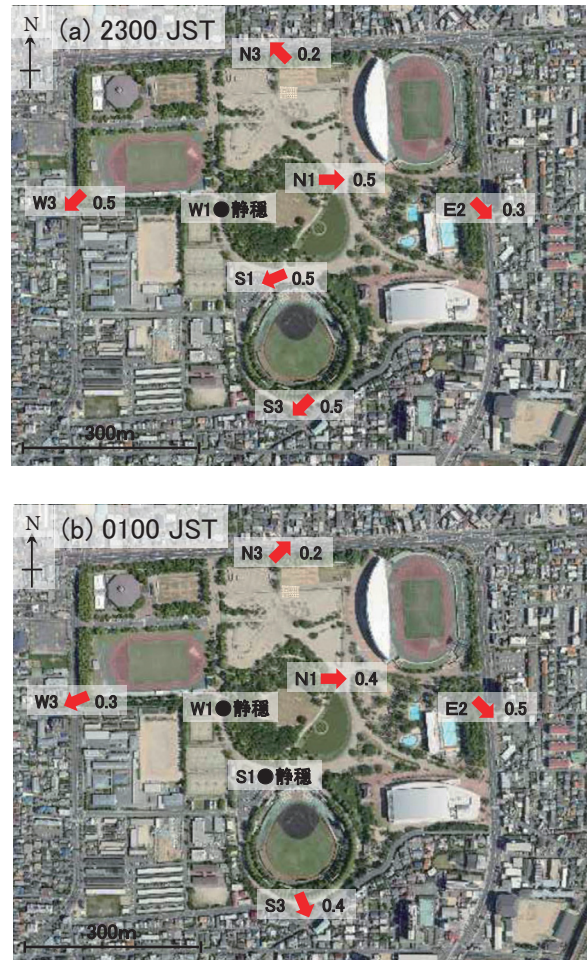 N
(a) 2300 JST
N3 0.2
N1 0.5
W3 0.5
W1●静穏
E2 0.3
S1 0.5
S3 0.5
300m
N
(b) 0100 JST
N3 0.2
N1 0.4
W3 0.3
W1●静穏
E2 0.5
S1●静穏
S3 0.4
300m